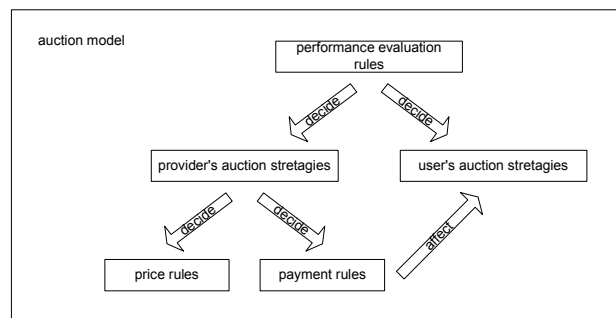 auction model
performance evaluation
rules
decide
decide
provider's auction stretagies
user's auction stretagies
decide
decide
affect
price rules
payment rules